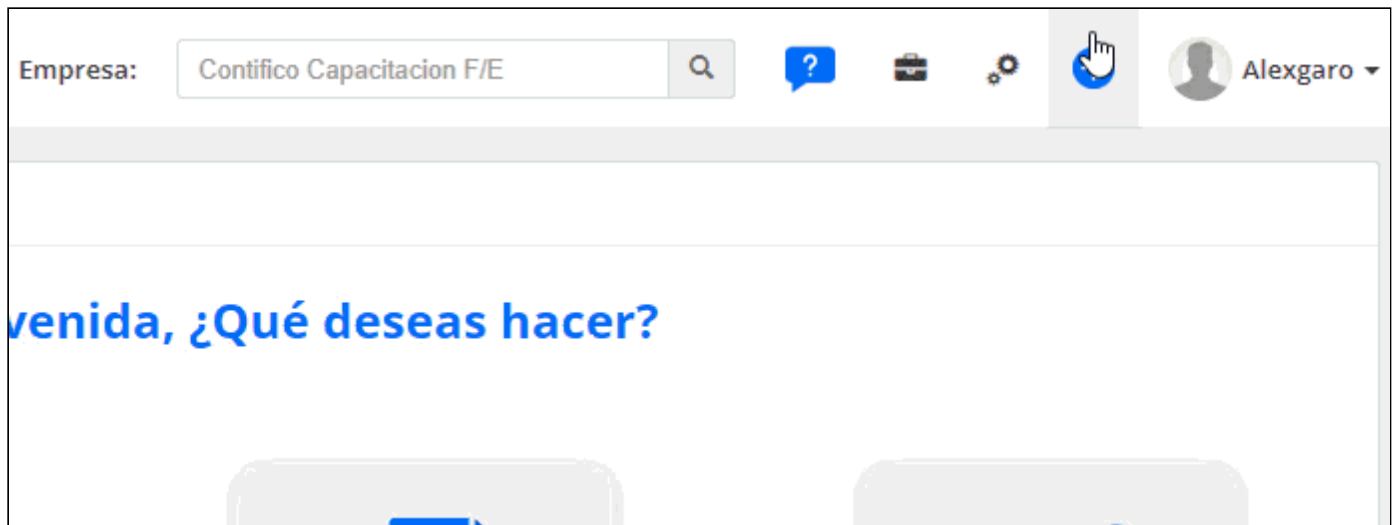 Empresa: Contifico Capacitacion F/E ? Alexgaro
venida, ¿Qué deseas hacer?